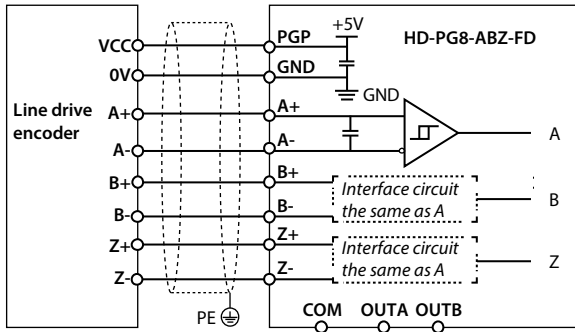 +5V
HD-PG8-ABZ-FD
VCC
PGP
0V
GND
GND
Line drive
encoder
A+
A+
A
A-
A-
B+
B+
Interface circuit
the same as A
B
B-
B-
Z+
Z+
Interface circuit
the same as A
Z
Z-
Z-
PE
COM OUTA OUTB